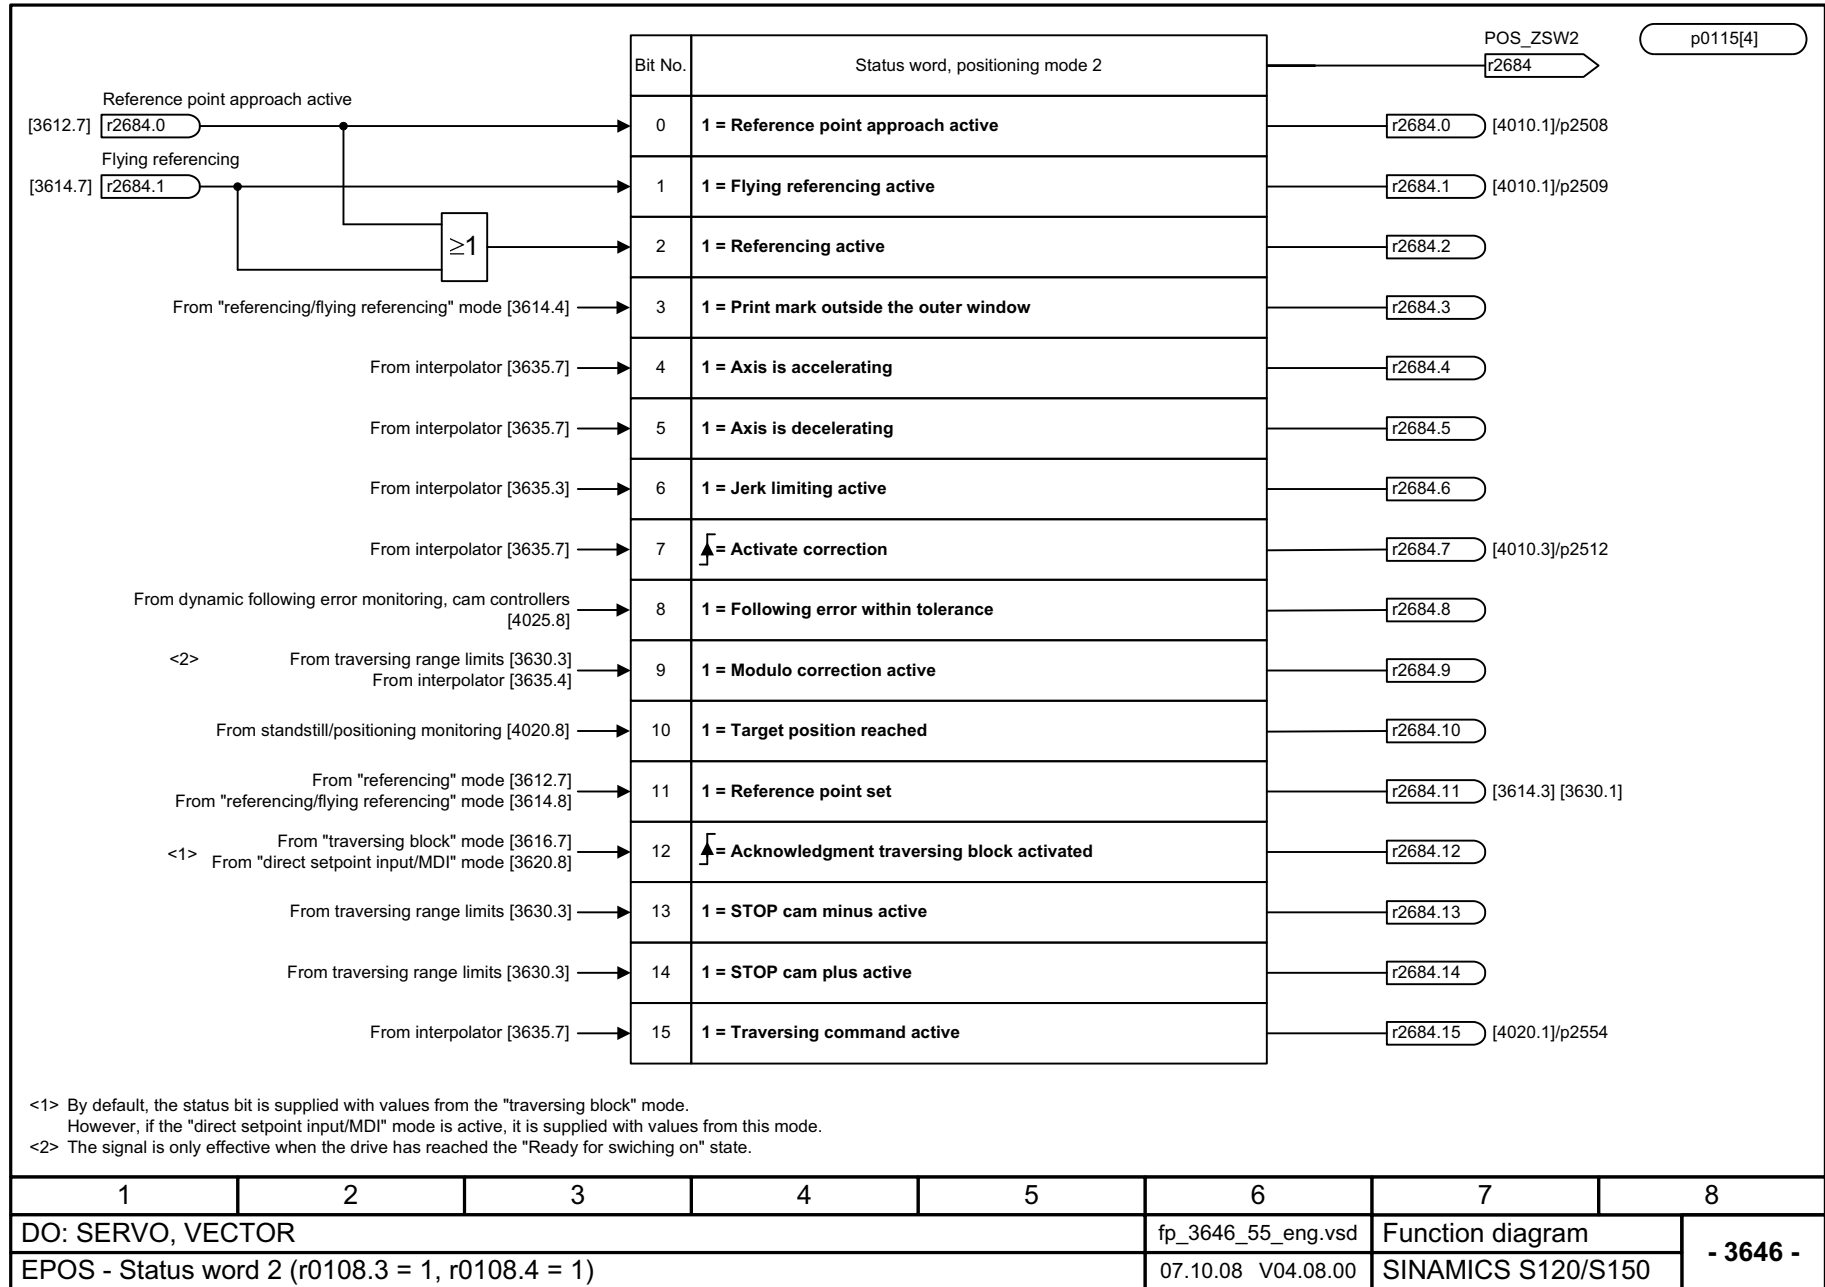 POS_ZSW2
p0115[4]
Bit No. Status word, positioning mode 2 r2684
Reference point approach active
[3612.7] r2684.0 0 1 = Reference point approach active r2684.0 [4010.1]/p2508
Flying referencing
[3614.7] r2684.1 1 1 = Flying referencing active r2684.1 [4010.1]/p2509
≥1 2 1 = Referencing active r2684.2
From "referencing/flying referencing" mode [3614.4] 3 1 = Print mark outside the outer window r2684.3
From interpolator [3635.7] 4 1 = Axis is accelerating r2684.4
From interpolator [3635.7] 5 1 = Axis is decelerating r2684.5
From interpolator [3635.3] 6 1 = Jerk limiting active r2684.6
From interpolator [3635.7] 7 = Activate correction r2684.7 [4010.3]/p2512
From dynamic following error monitoring, cam controllers
[4025.8] 8 1 = Following error within tolerance r2684.8
<2> From traversing range limits [3630.3]
From interpolator [3635.4] 9 1 = Modulo correction active r2684.9
From standstill/positioning monitoring [4020.8] 10 1 = Target position reached r2684.10
From "referencing" mode [3612.7]
From "referencing/flying referencing" mode [3614.8] 11 1 = Reference point set r2684.11 [3614.3] [3630.1]
From "traversing block" mode [3616.7]
<1> From "direct setpoint input/MDI" mode [3620.8] 12 = Acknowledgment traversing block activated r2684.12
From traversing range limits [3630.3] 13 1 = STOP cam minus active r2684.13
From traversing range limits [3630.3] 14 1 = STOP cam plus active r2684.14
From interpolator [3635.7] 15 1 = Traversing command active r2684.15 [4020.1]/p2554
<1> By default, the status bit is supplied with values from the "traversing block" mode.
However, if the "direct setpoint input/MDI" mode is active, it is supplied with values from this mode.
<2> The signal is only effective when the drive has reached the "Ready for swiching on" state.
1 2 3 4 5 6 7 8
DO: SERVO, VECTOR fp_3646_55_eng.vsd Function diagram
- 3646 -
EPOS - Status word 2 (r0108.3 = 1, r0108.4 = 1) 07.10.08 V04.08.00 SINAMICS S120/S150